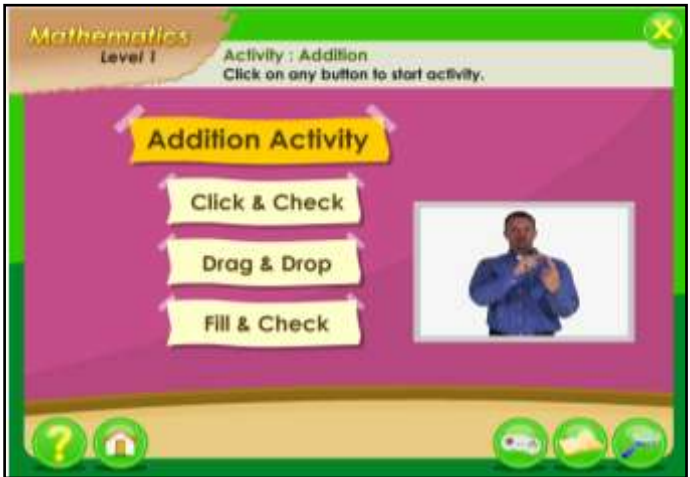 Mathematics
Level 1
Activity : Addition
Click on any button to start activity.
Addition Activity
Click & Check
Drag & Drop
Fill & Check
?